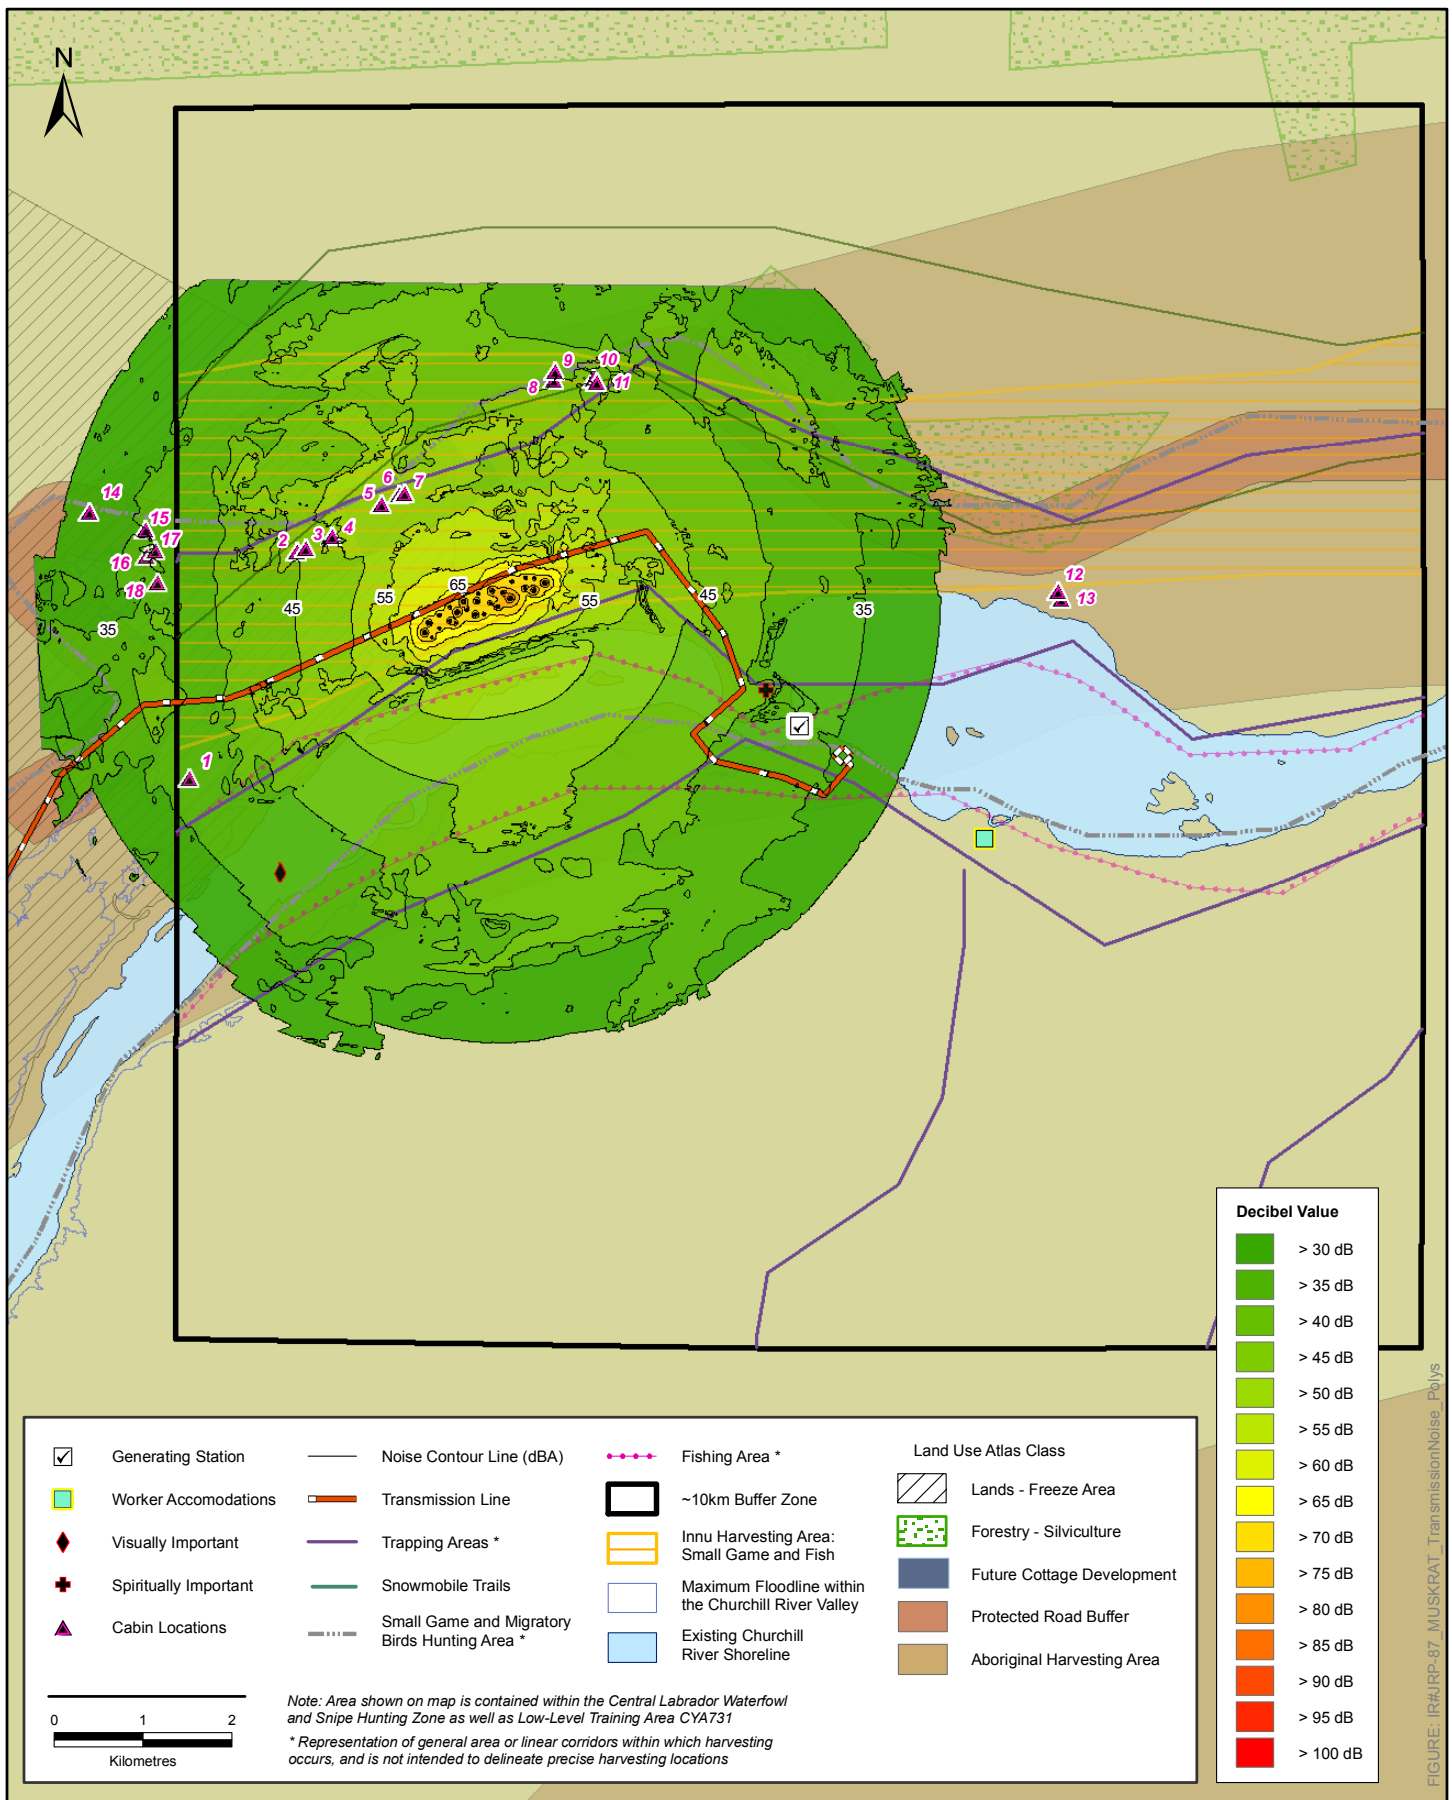 N
9
10
8
11
6
7
5
14
15
4
2
3
17
16
18
12
13
65
55
45
55
45
35
35
1
Decibel Value
> 30 dB
> 35 dB
> 40 dB
> 45 dB
> 50 dB
> 55 dB
> 60 dB
> 65 dB
> 70 dB
> 75 dB
> 80 dB
> 85 dB
> 90 dB
> 95 dB
> 100 dB
Generating Station
Worker Accomodations
Visually Important
Spiritually Important
Cabin Locations
Noise Contour Line (dBA)
Transmission Line
Trapping Areas *
Snowmobile Trails
Small Game and Migratory
Birds Hunting Area *
Fishing Area *
~10km Buffer Zone
Innu Harvesting Area:
Small Game and Fish
Maximum Floodline within
the Churchill River Valley
Existing Churchill
River Shoreline
Land Use Atlas Class
Lands - Freeze Area
Forestry - Silviculture
Future Cottage Development
Protected Road Buffer
Aboriginal Harvesting Area
0 1 2
Kilometres
Note: Area shown on map is contained within the Central Labrador Waterfowl
and Snipe Hunting Zone as well as Low-Level Training Area CYA731
* Representation of general area or linear corridors within which harvesting
occurs, and is not intended to delineate precise harvesting locations
FIGURE: IR#JRP-87_MUSKRAT_TransmissionNoise_Polys